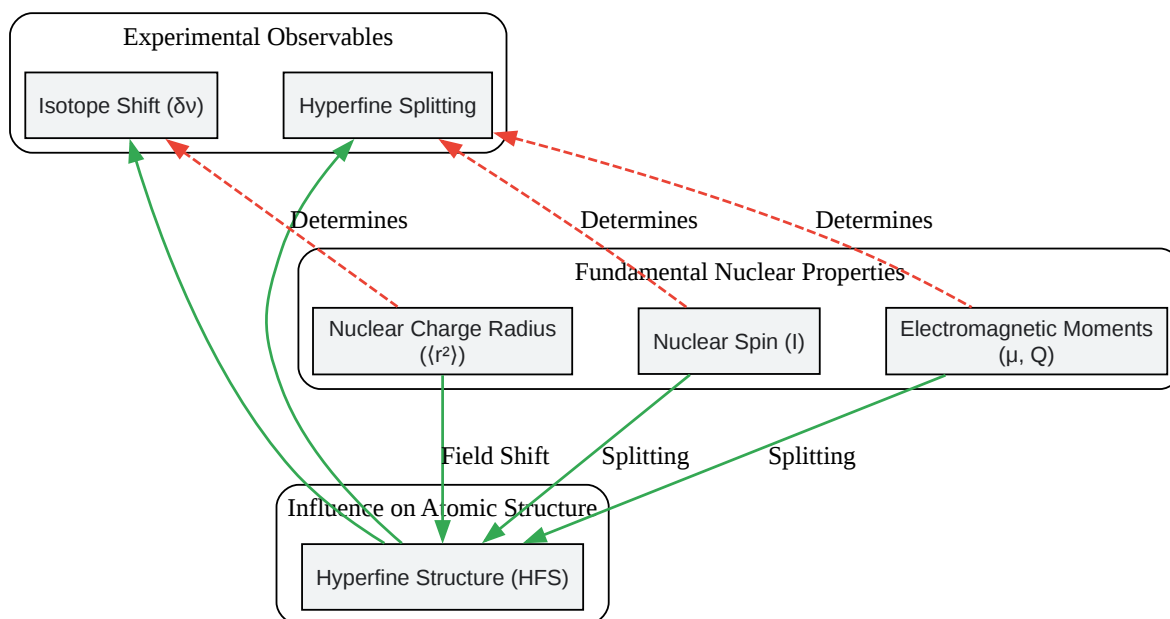 Experimental Observables
Isotope Shift (δν)
Hyperfine Splitting
Determines
Determines
Determines
Fundamental Nuclear Properties
Nuclear Charge Radius
(⟨r²⟩)
Nuclear Spin (I)
Electromagnetic Moments
(μ, Q)
Field Shift
Splitting
Splitting
Influence on Atomic Structure
Hyperfine Structure (HFS)